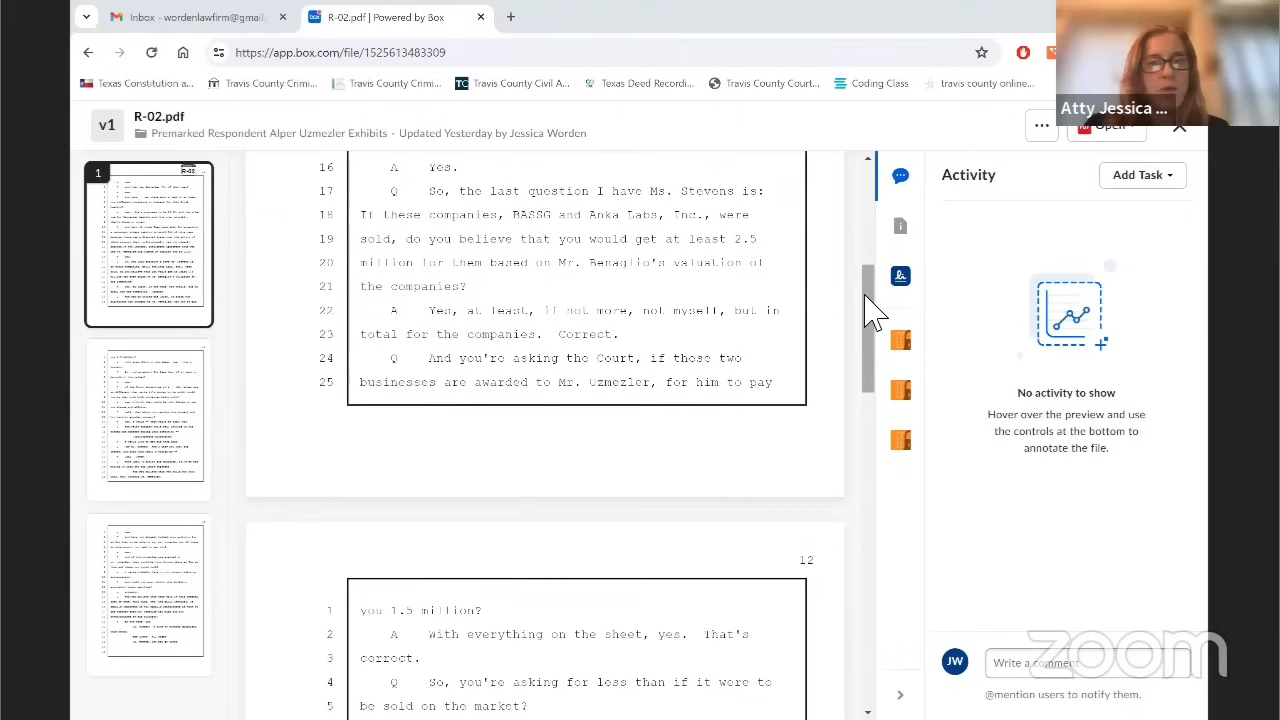 Inbox - wordenlawfirm@gmail.
R-02.pdf | Powered by Box
https://app.box.com/file/1525613483309
Texas Constitution a...
Travis County Crimi...
Travis County Crimi...
Travis County Civil A...
Texas Deed Recordi...
Travis County Court...
Coding Class
travis county online...
Atty Jessica ...
v1
R-02.pdf
Premarked Respondent Alper Uzmezler Exhibits · Updated Yesterday by Jessica Worden
Open
1
R-02
Activity
Add Task
16 A Yes.
17 Q So, the last question I have Ms. Stevens is:
18 If these companies, BASS and Anka Labs, Inc., were
19 sold, do you believe that you would get at least 2.5
20 million for them based on Mr. Benaglio's valuation of
21 the companies?
22 A Yes, at least, if not more, not myself, but in
23 all for the companies. Correct.
24 Q And you're asking the Court, if these two
25 businesses are awarded to Mr. Uzmezler, for him to pay
12
1 you 1.5 million?
2 A With everything on the sheet, yes. That's
3 correct.
4 Q So, you're asking for less than if it were to
5 be sold on the market?
No activity to show
Hover over the preview and use
the controls at the bottom to
annotate the file.
JW
Write a comment
@mention users to notify them.
zoom